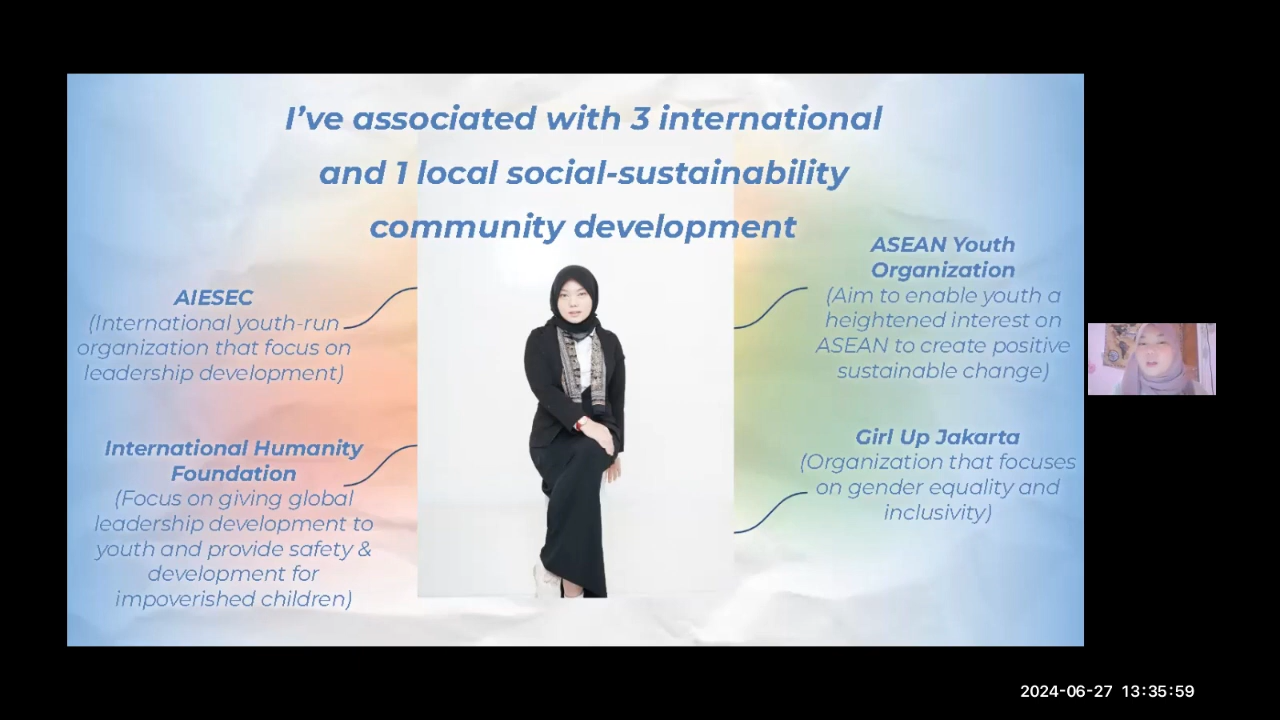 I've associated with 3 international
and 1 local social-sustainability
community development
AIESEC
(International youth-run
organization that focus on
leadership development)
International Humanity
Foundation
(Focus on giving global
leadership development to
youth and provide safety &
development for
impoverished children)
ASEAN Youth
Organization
(Aim to enable youth a
heightened interest on
ASEAN to create positive
sustainable change)
Girl Up Jakarta
(Organization that focuses
on gender equality and
inclusivity)
2024-06-27 13:35:59